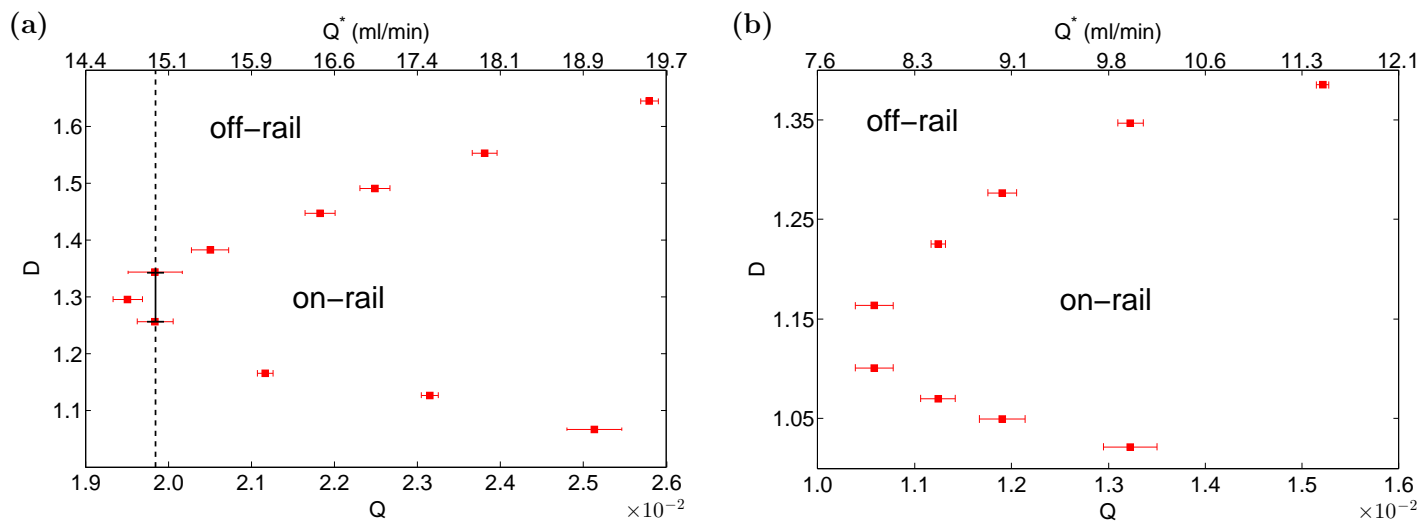 (a)
Q* (ml/min)
14.4 15.1 15.9 16.6 17.4 18.1 18.9 19.7
1.6
1.5
1.4
1.3
1.2
1.1
D
off-rail
on-rail
1.9 2.0 2.1 2.2 2.3 2.4 2.5 2.6
Q
×10⁻²
(b)
Q* (ml/min)
7.6 8.3 9.1 9.8 10.6 11.3 12.1
1.35
1.25
1.15
1.05
D
off-rail
on-rail
1.0 1.1 1.2 1.3 1.4 1.5 1.6
Q
×10⁻²